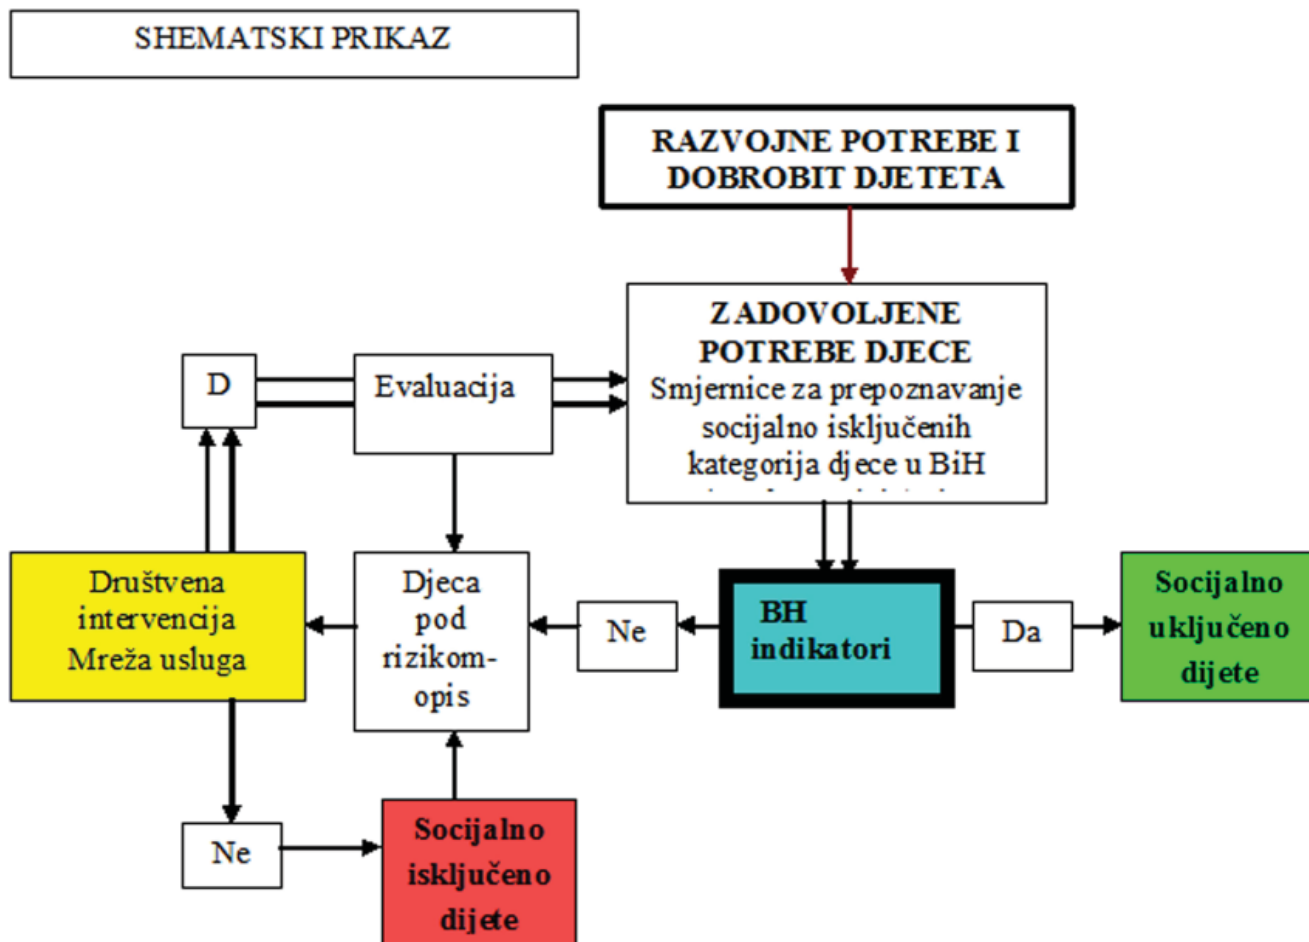 SHEMATSKI PRIKAZ
RAZVOJNE POTREBE I
DOBROBIT DJETETA
ZADOVOLJENE
POTREBE DJECE
Smjernice za prepoznavanje
socijalno isključenih
kategorija djece u BiH
D
Evaluacija
Društvena
intervencija
Mreža usluga
Djeca
pod
rizikom-
opis
Ne
BH
indikatori
Da
Socijalno
uključeno
dijete
Ne
Socijalno
isključeno
dijete